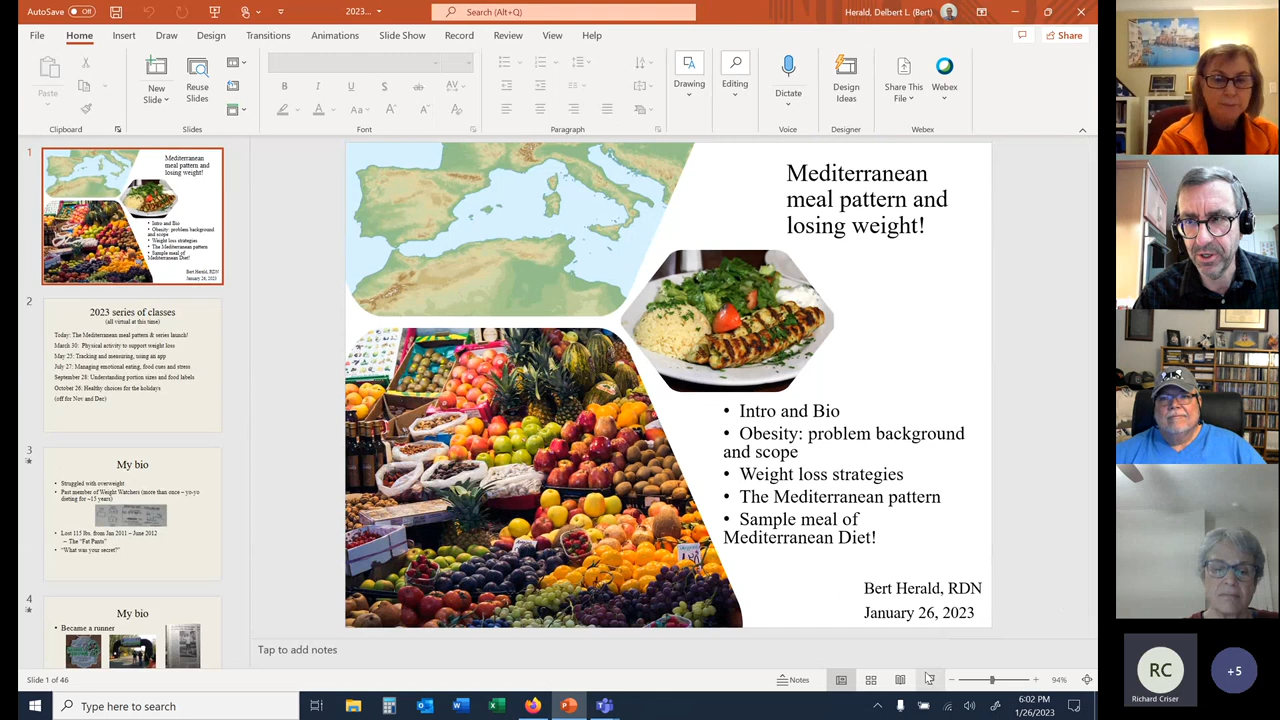 AutoSave
Off
2023...
Search (Alt+Q)
Herald, Delbert L. (Bert)
File
Home
Insert
Draw
Design
Transitions
Animations
Slide Show
Record
Review
View
Help
Share
Paste
New
Slide
Reuse
Slides
B
I
U
S
ab
AV
Aa
A
A
A
Drawing
Editing
Dictate
Design
Ideas
Share This
File
Webex
Clipboard
Slides
Font
Paragraph
Voice
Designer
Webex
1
Mediterranean
meal pattern and
losing weight!
• Intro and Bio
• Obesity: problem background
and scope
• Weight loss strategies
• The Mediterranean pattern
• Sample meal of
Mediterranean Diet!
Bert Herald, RDN
January 26, 2023
2
2023 series of classes
(all virtual at this time)
Today: The Mediterranean meal pattern & series launch!
March 30: Physical activity to support weight loss
May 25: Tracking and measuring, using an app
July 27: Managing emotional eating, food cues and stress
September 28: Understanding portion sizes and food labels
October 26: Healthy choices for the holidays
(off for Nov and Dec)
3
My bio
• Struggled with overweight
• Past member of Weight Watchers (more than once – yo-yo
dieting for ~15 years)
• Lost 115 lbs. from Jan 2011 – June 2012
– The "Fat Pants"
• "What was your secret?"
4
My bio
• Became a runner
Mediterranean
meal pattern and
losing weight!
• Intro and Bio
• Obesity: problem background
and scope
• Weight loss strategies
• The Mediterranean pattern
• Sample meal of
Mediterranean Diet!
Bert Herald, RDN
January 26, 2023
Tap to add notes
Slide 1 of 46
Notes
94%
Type here to search
6:02 PM
1/26/2023
RC
Richard Criser
+5